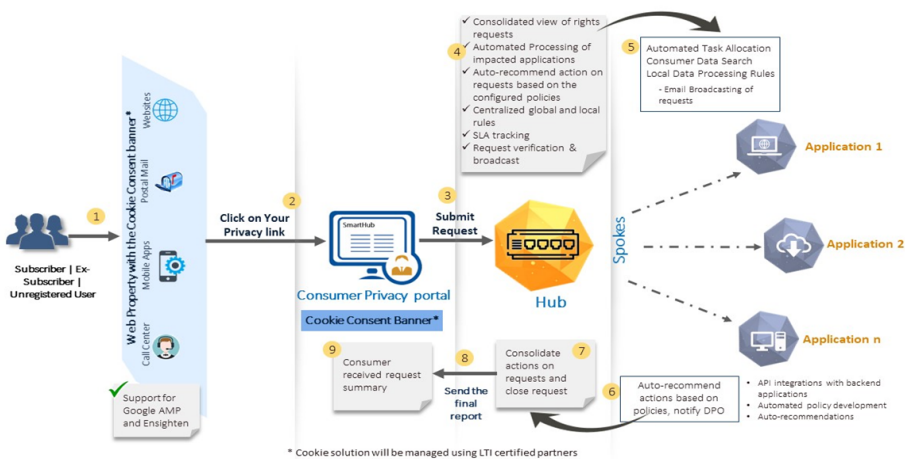 1
Subscriber | Ex-
Subscriber |
Unregistered User
Web Property with the Cookie Consent banner*
Websites
Postal Mail
Mobile Apps
Call Center
Support for
Google AMP
and Ensighten
2
Click on Your
Privacy link
SmartHub
Consumer Privacy portal
Cookie Consent Banner*
3
Submit
Request
Hub
4
✓ Consolidated view of rights
requests
✓ Automated Processing of
impacted applications
✓ Auto-recommend action on
requests based on the
configured policies
✓ Centralized global and local
rules
✓ SLA tracking
✓ Request verification &
broadcast
5
Automated Task Allocation
Consumer Data Search
Local Data Processing Rules
- Email Broadcasting of
requests
Spokes
Application 1
Application 2
Application n
• API integrations with backend
applications
• Automated policy development
• Auto-recommendations
6
Auto-recommend
actions based on
policies, notify DPO
7
Consolidate
actions on
requests and
close request
8
Send the
final
report
9
Consumer
received request
summary
* Cookie solution will be managed using LTI certified partners